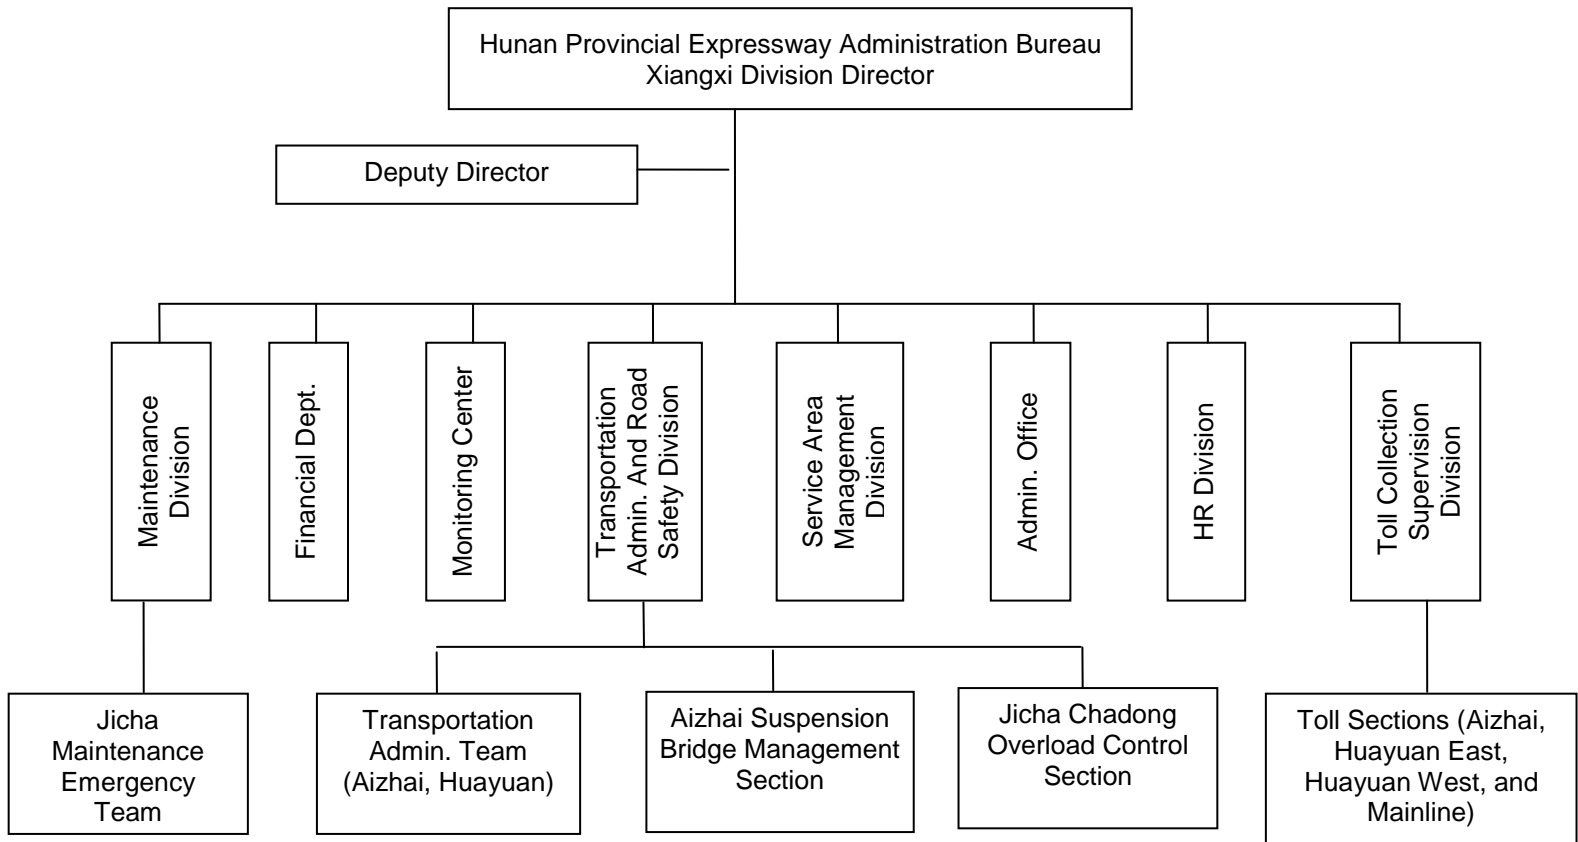 Hunan Provincial Expressway Administration Bureau
Xiangxi Division Director
Deputy Director
Maintenance
Division
Financial Dept.
Monitoring Center
Transportation
Admin. And Road
Safety Division
Service Area
Management
Division
Admin. Office
HR Division
Toll Collection
Supervision
Division
Jicha
Maintenance
Emergency
Team
Transportation
Admin. Team
(Aizhai, Huayuan)
Aizhai Suspension
Bridge Management
Section
Jicha Chadong
Overload Control
Section
Toll Sections (Aizhai,
Huayuan East,
Huayuan West, and
Mainline)